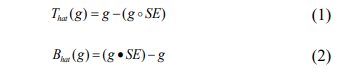 T_hat(g) = g − (g ∘ SE) (1)
B_hat(g) = (g • SE) − g (2)